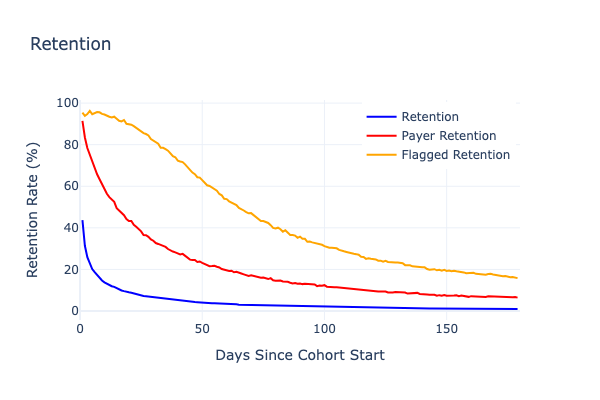 Retention
Retention
Payer Retention
Flagged Retention
Retention Rate (%)
100
80
60
40
20
0
0
50
100
150
Days Since Cohort Start